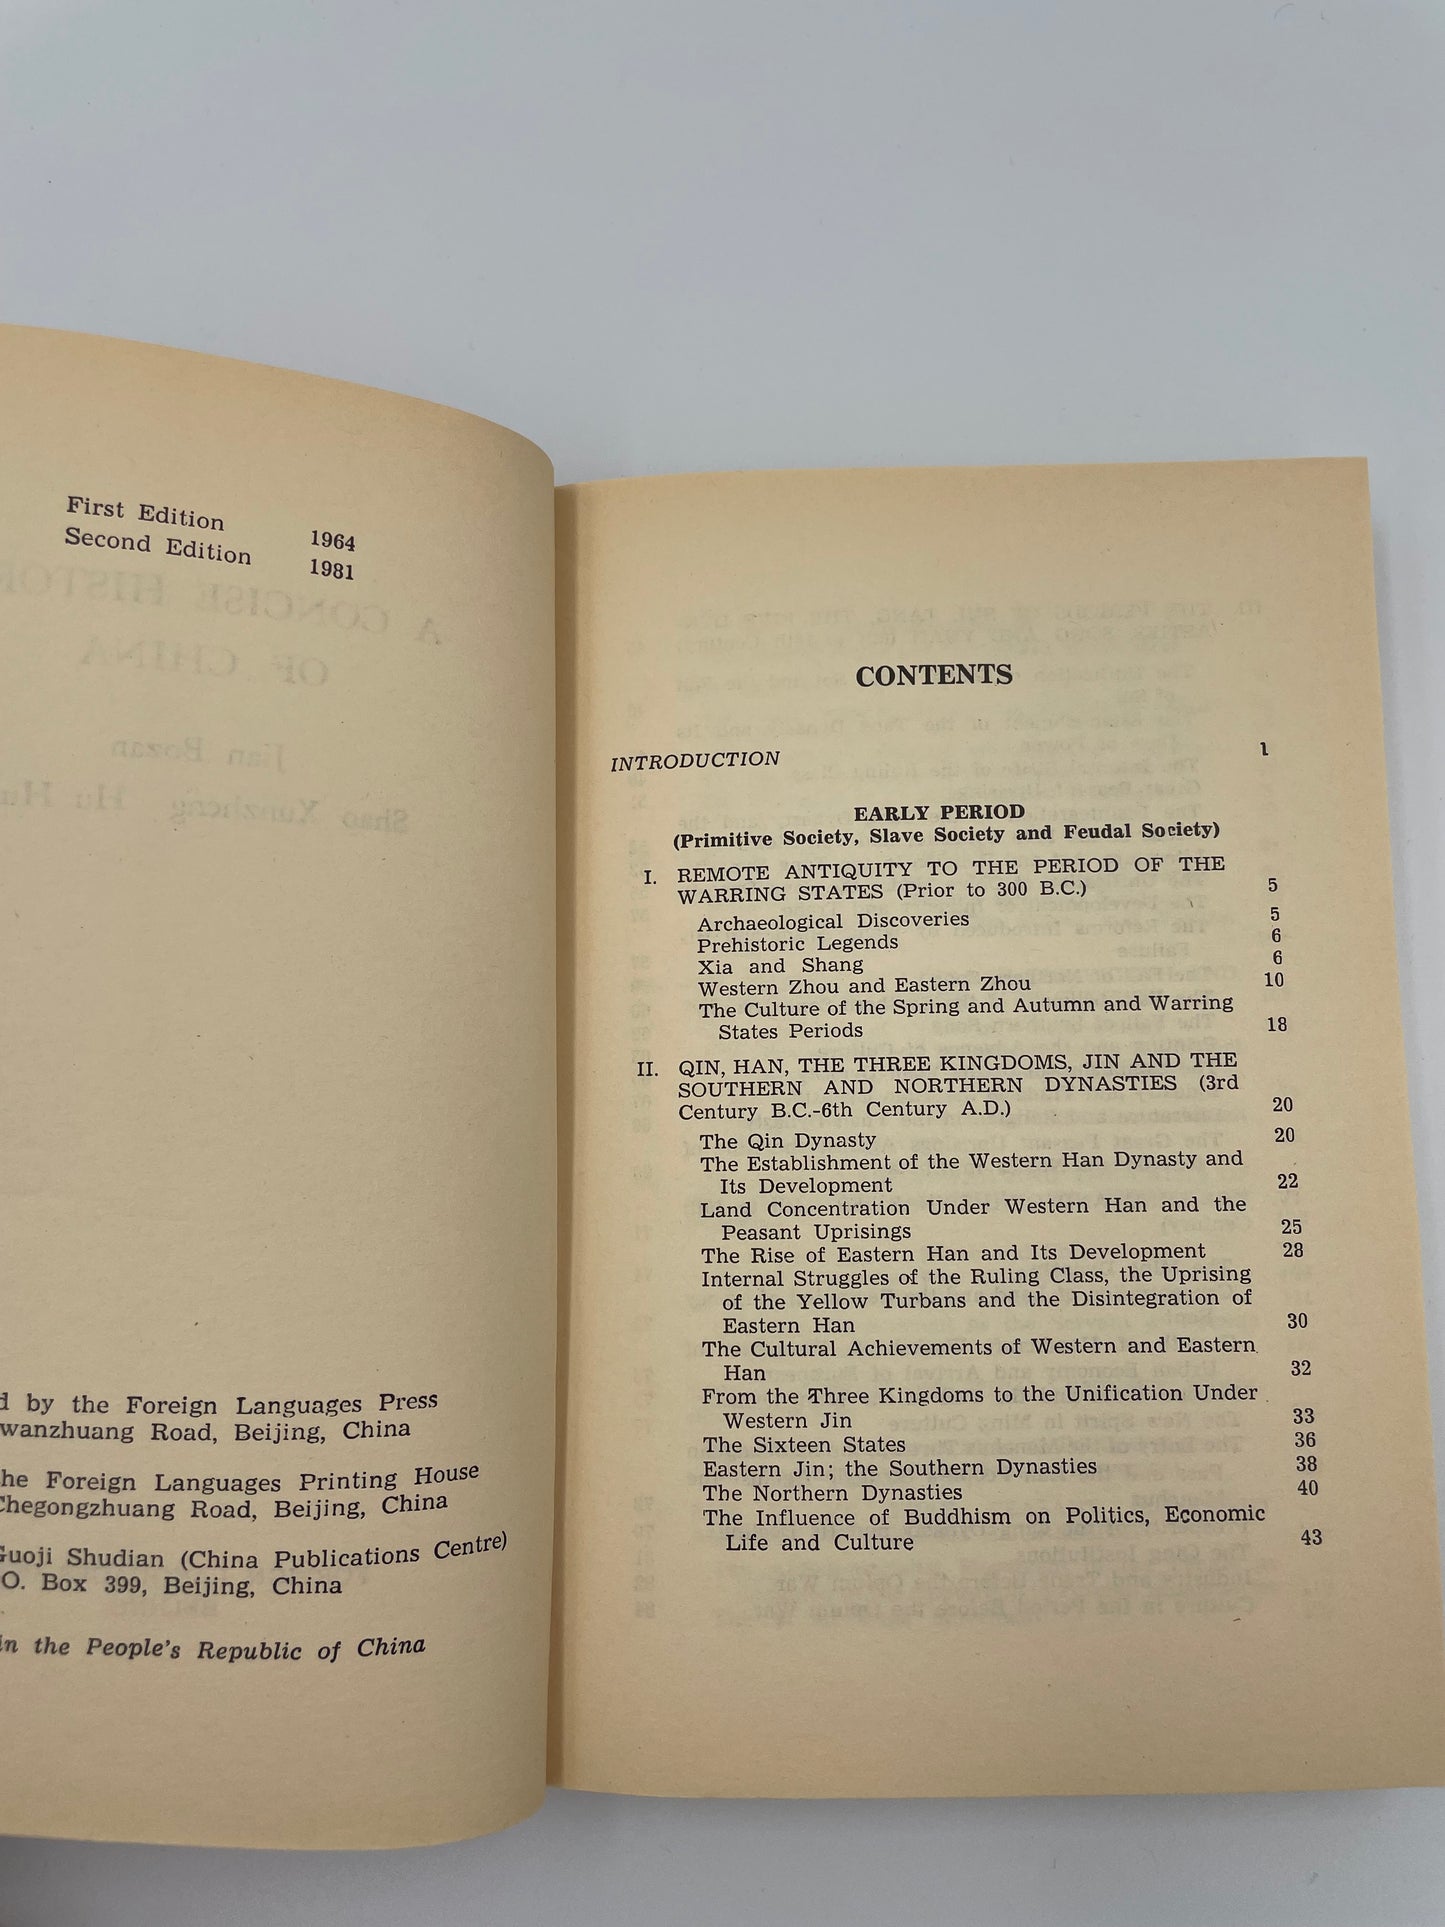 First Edition 1964
Second Edition 1981
by the Foreign Languages Press
Road, Beijing, China
Foreign Languages Printing House
Chegongzhuang Road, Beijing, China
Guoji Shudian (China Publications Centre)
O. Box 399, Beijing, China
in the People's Republic of China
CONTENTS
INTRODUCTION 1
EARLY PERIOD
(Primitive Society, Slave Society and Feudal Society)
I. REMOTE ANTIQUITY TO THE PERIOD OF THE
WARRING STATES (Prior to 300 B.C.) 5
Archaeological Discoveries 5
Prehistoric Legends 6
Xia and Shang 6
Western Zhou and Eastern Zhou 10
The Culture of the Spring and Autumn and Warring
States Periods 18
II. QIN, HAN, THE THREE KINGDOMS, JIN AND THE
SOUTHERN AND NORTHERN DYNASTIES (3rd
Century B.C.-6th Century A.D.) 20
The Qin Dynasty 20
The Establishment of the Western Han Dynasty and
Its Development 22
Land Concentration Under Western Han and the
Peasant Uprisings 25
The Rise of Eastern Han and Its Development 28
Internal Struggles of the Ruling Class, the Uprising
of the Yellow Turbans and the Disintegration of
Eastern Han 30
The Cultural Achievements of Western and Eastern
Han 32
From the Three Kingdoms to the Unification Under
Western Jin 33
The Sixteen States 36
Eastern Jin; the Southern Dynasties 38
The Northern Dynasties 40
The Influence of Buddhism on Politics, Economic
Life and Culture 43